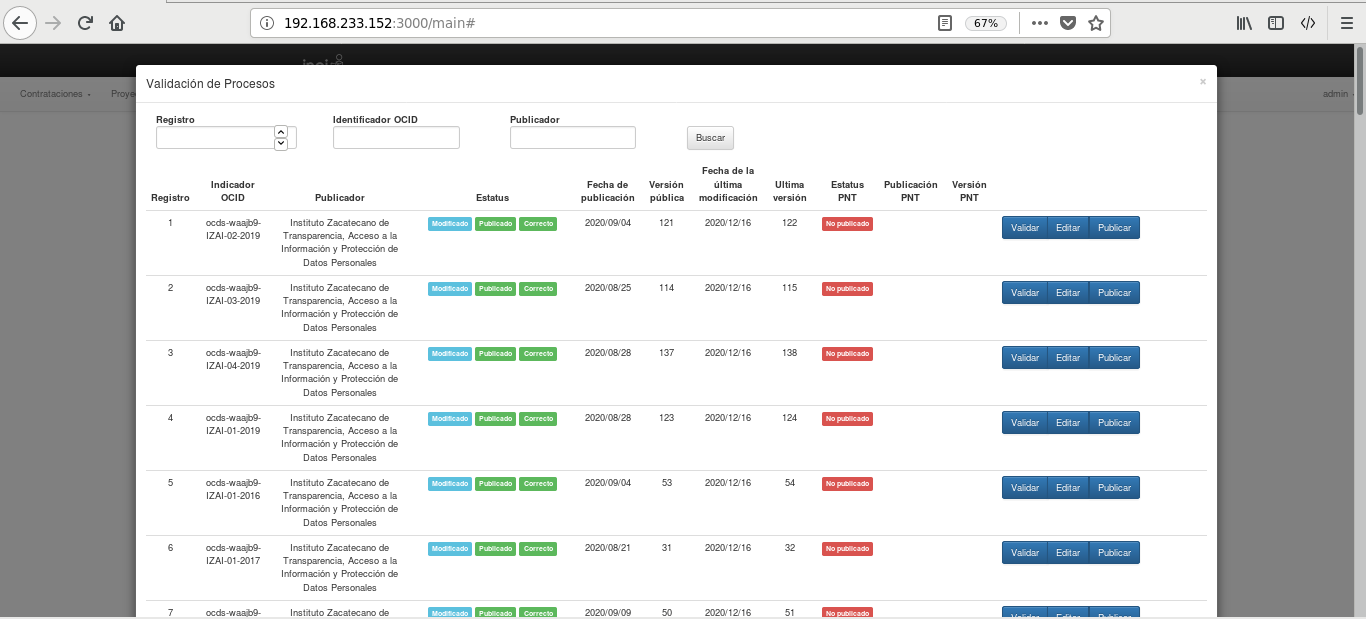 192.168.233.152:3000/main#
67%
Contrataciones
admin
Validación de Procesos
×
Registro
Identificador OCID
Publicador
Buscar
Registro Indicador OCID Publicador Estatus Fecha de publicación Versión pública Fecha de la última modificación Ultima versión Estatus PNT Publicación PNT Versión PNT
1 ocds-waajb9- Instituto Zacatecano de Modificado Publicado Correcto 2020/09/04 121 2020/12/16 122 No publicado Validar Editar Publicar
IZAI-02-2019 Transparencia, Acceso a la
Información y Protección de
Datos Personales
2 ocds-waajb9- Instituto Zacatecano de Modificado Publicado Correcto 2020/08/25 114 2020/12/16 115 No publicado Validar Editar Publicar
IZAI-03-2019 Transparencia, Acceso a la
Información y Protección de
Datos Personales
3 ocds-waajb9- Instituto Zacatecano de Modificado Publicado Correcto 2020/08/28 137 2020/12/16 138 No publicado Validar Editar Publicar
IZAI-04-2019 Transparencia, Acceso a la
Información y Protección de
Datos Personales
4 ocds-waajb9- Instituto Zacatecano de Modificado Publicado Correcto 2020/08/28 123 2020/12/16 124 No publicado Validar Editar Publicar
IZAI-01-2019 Transparencia, Acceso a la
Información y Protección de
Datos Personales
5 ocds-waajb9- Instituto Zacatecano de Modificado Publicado Correcto 2020/09/04 53 2020/12/16 54 No publicado Validar Editar Publicar
IZAI-01-2016 Transparencia, Acceso a la
Información y Protección de
Datos Personales
6 ocds-waajb9- Instituto Zacatecano de Modificado Publicado Correcto 2020/08/21 31 2020/12/16 32 No publicado Validar Editar Publicar
IZAI-01-2017 Transparencia, Acceso a la
Información y Protección de
Datos Personales
7 ocds-waajb9- Instituto Zacatecano de Modificado Publicado Correcto 2020/09/09 50 2020/12/16 51 No publicado Validar Editar Publicar